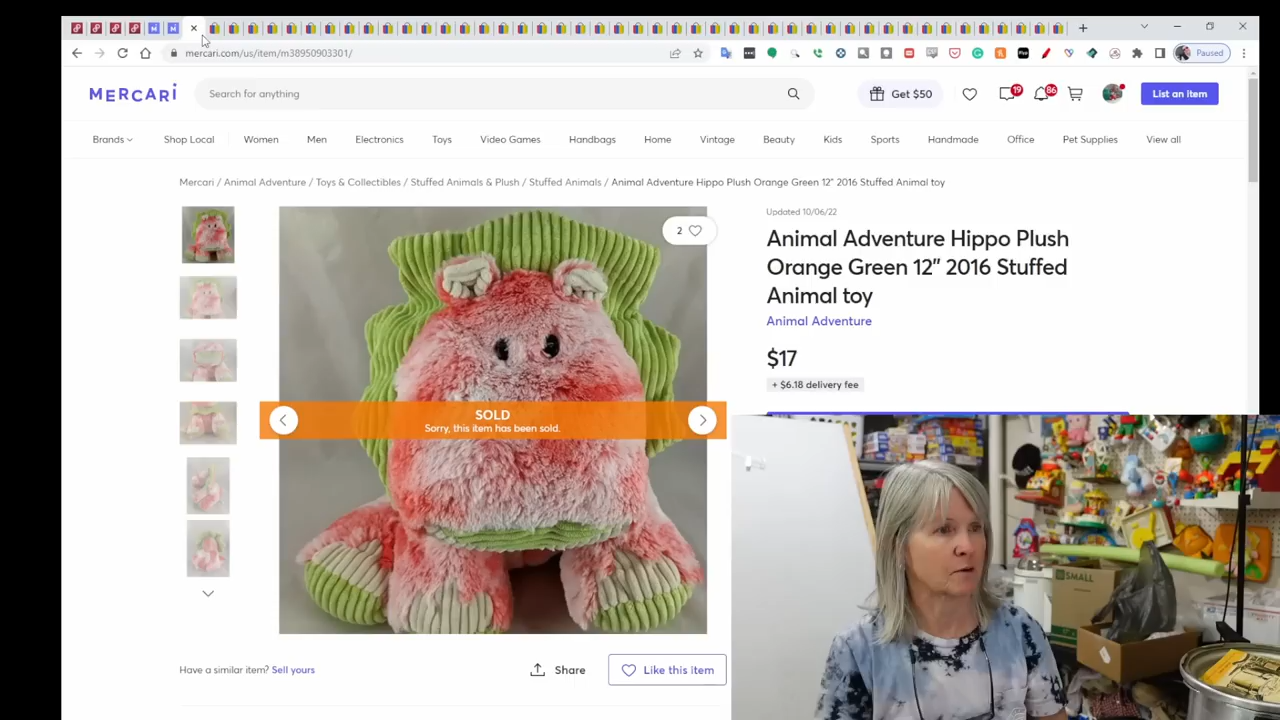 mercari.com/us/item/m38950903301/
Paused
MERCARI
Search for anything
Get $50
19
86
List an item
Brands
Shop Local
Women
Men
Electronics
Toys
Video Games
Handbags
Home
Vintage
Beauty
Kids
Sports
Handmade
Office
Pet Supplies
View all
Mercari / Animal Adventure / Toys & Collectibles / Stuffed Animals & Plush / Stuffed Animals / Animal Adventure Hippo Plush Orange Green 12" 2016 Stuffed Animal toy
2
Updated 10/06/22
Animal Adventure Hippo Plush
Orange Green 12" 2016 Stuffed
Animal toy
Animal Adventure
$17
+ $6.18 delivery fee
SOLD
Sorry, this item has been sold.
Have a similar item? Sell yours
Share
Like this item
SMALL